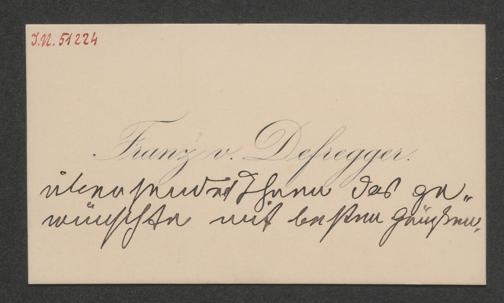 I.N. 51224
Franz v. Defregger.
übersendet Ihnen das ge„
wünschte mit besten Grüßen.